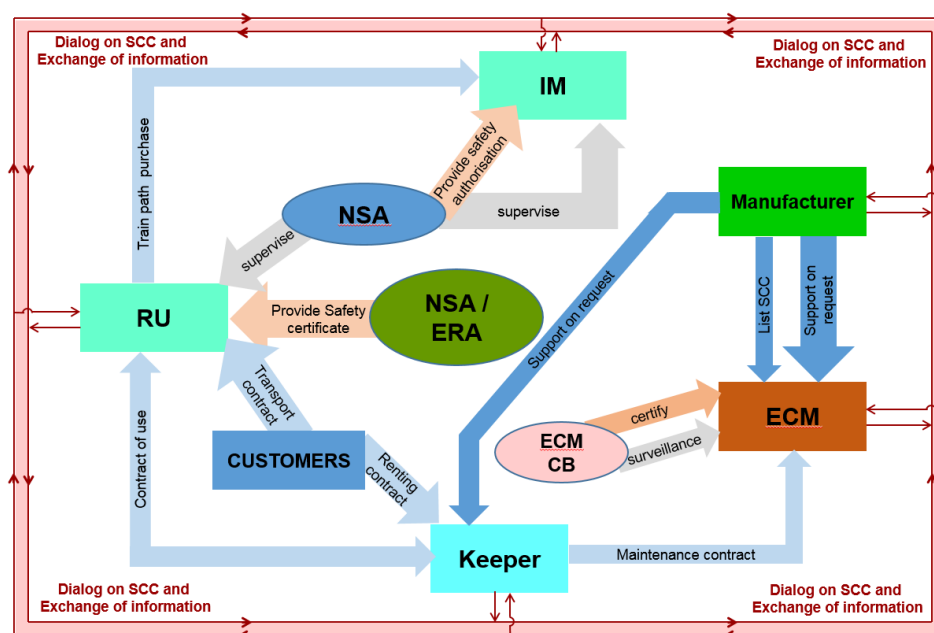 Dialog on SCC and
Exchange of information
Dialog on SCC and
Exchange of information
IM
Train path purchase
Provide safety
authorisation
NSA
supervise
supervise
Manufacturer
RU
Provide Safety
certificate
NSA /
ERA
Support on request
List SCC
Support on
request
Transport
contract
certify
ECM
ECM
CB
surveillance
Contract of use
CUSTOMERS
Renting
contract
Keeper
Maintenance contract
Dialog on SCC and
Exchange of information
Dialog on SCC and
Exchange of information